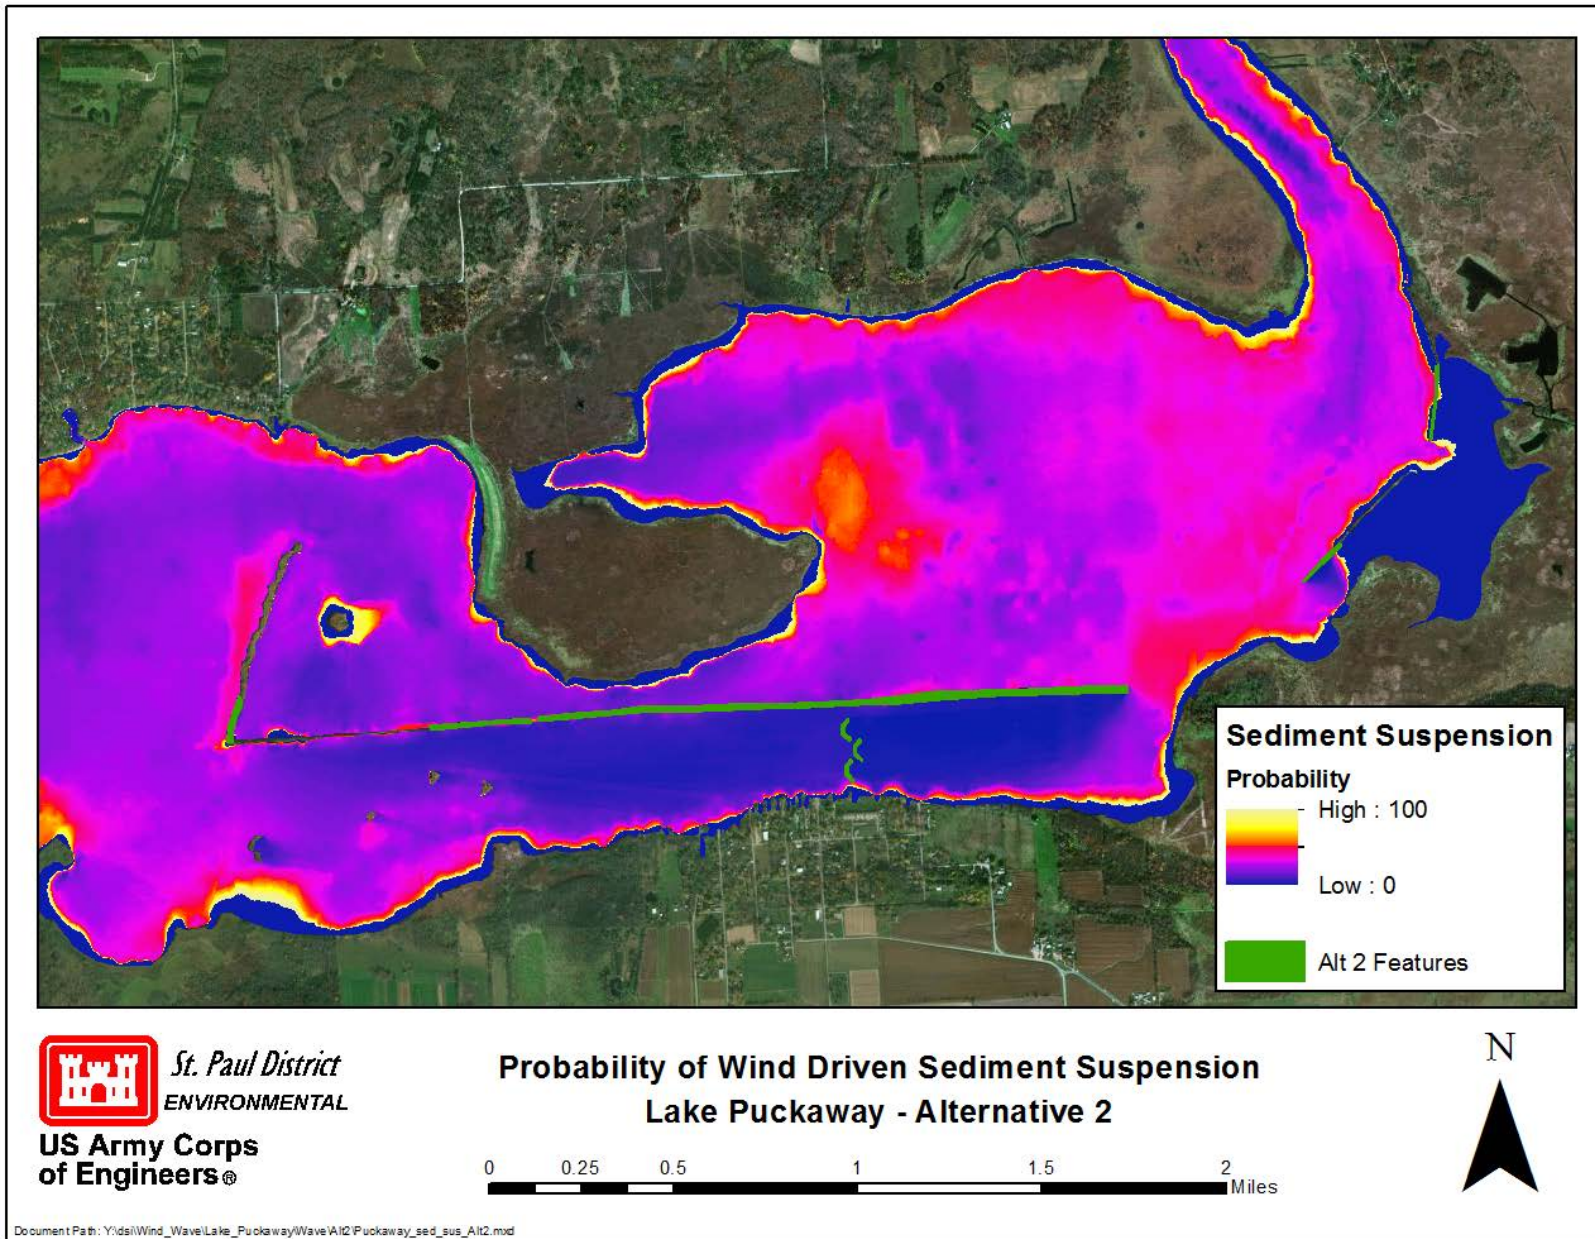 Sediment Suspension
Probability
High : 100
Low : 0
Alt 2 Features
St. Paul District
ENVIRONMENTAL
US Army Corps
of Engineers®
Probability of Wind Driven Sediment Suspension
Lake Puckaway - Alternative 2
0 0.25 0.5 1 1.5 2
Miles
N
Document Path: Y:\dsi\Wind_Wave\Lake_Puckaway\Wave\Alt2\Puckaway_sed_sus_Alt2.mxd